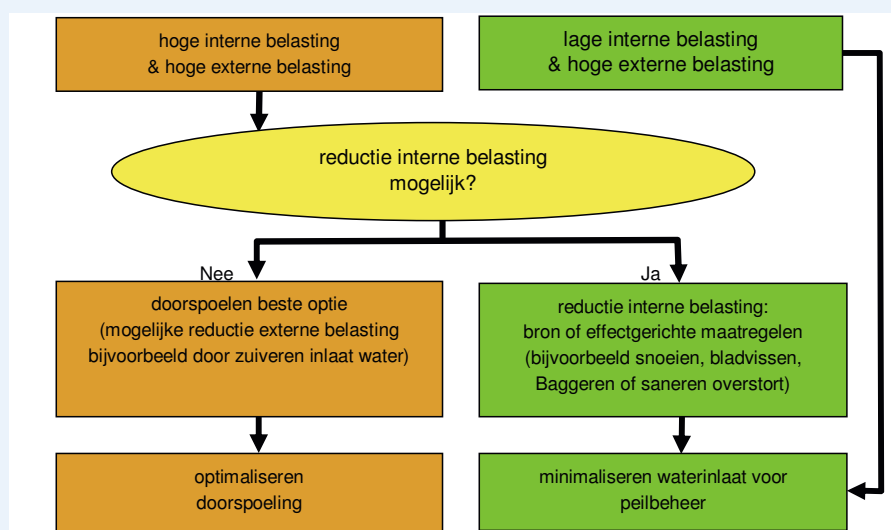 hoge interne belasting
& hoge externe belasting
lage interne belasting
& hoge externe belasting
reductie interne belasting
mogelijk?
Nee
Ja
doorspoelen beste optie
(mogelijke reductie externe belasting
bijvoorbeeld door zuiveren inlaat water)
reductie interne belasting:
bron of effectgerichte maatregelen
(bijvoorbeeld snoeien, bladvissen,
Baggeren of saneren overstort)
optimaliseren
doorspoeling
minimaliseren waterinlaat voor
peilbeheer